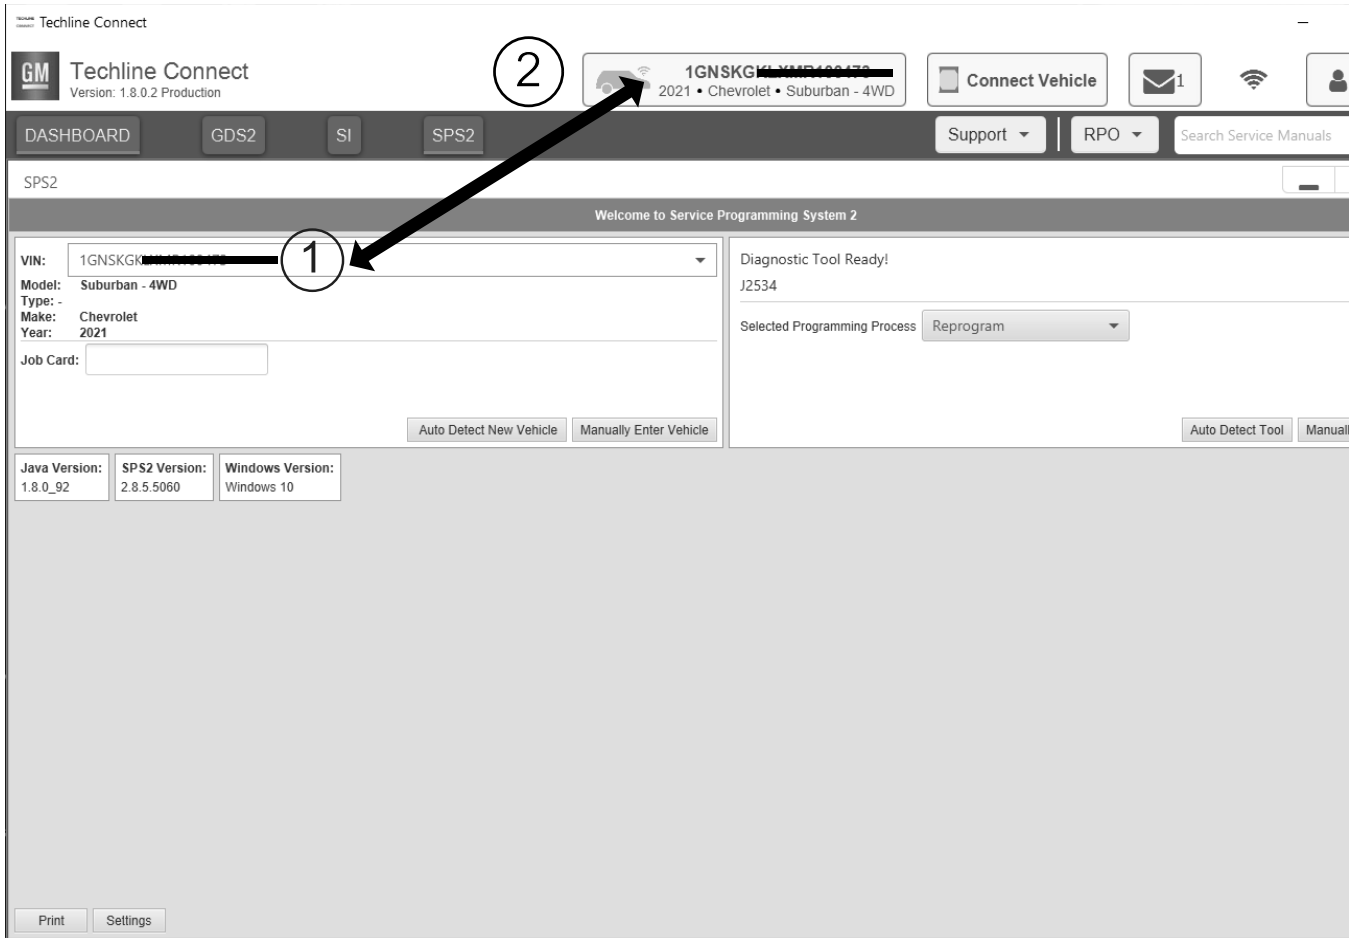 Techline Connect
GM
Techline Connect
Version: 1.8.0.2 Production
2
1GNSKG
2021 • Chevrolet • Suburban - 4WD
Connect Vehicle
1
DASHBOARD
GDS2
SI
SPS2
Support
RPO
Search Service Manuals
SPS2
Welcome to Service Programming System 2
VIN:
1GNSKGK
1
Model: Suburban - 4WD
Type: -
Make: Chevrolet
Year: 2021
Job Card:
Auto Detect New Vehicle
Manually Enter Vehicle
Diagnostic Tool Ready!
J2534
Selected Programming Process
Reprogram
Auto Detect Tool
Manuall
Java Version:
1.8.0_92
SPS2 Version:
2.8.5.5060
Windows Version:
Windows 10
Print
Settings